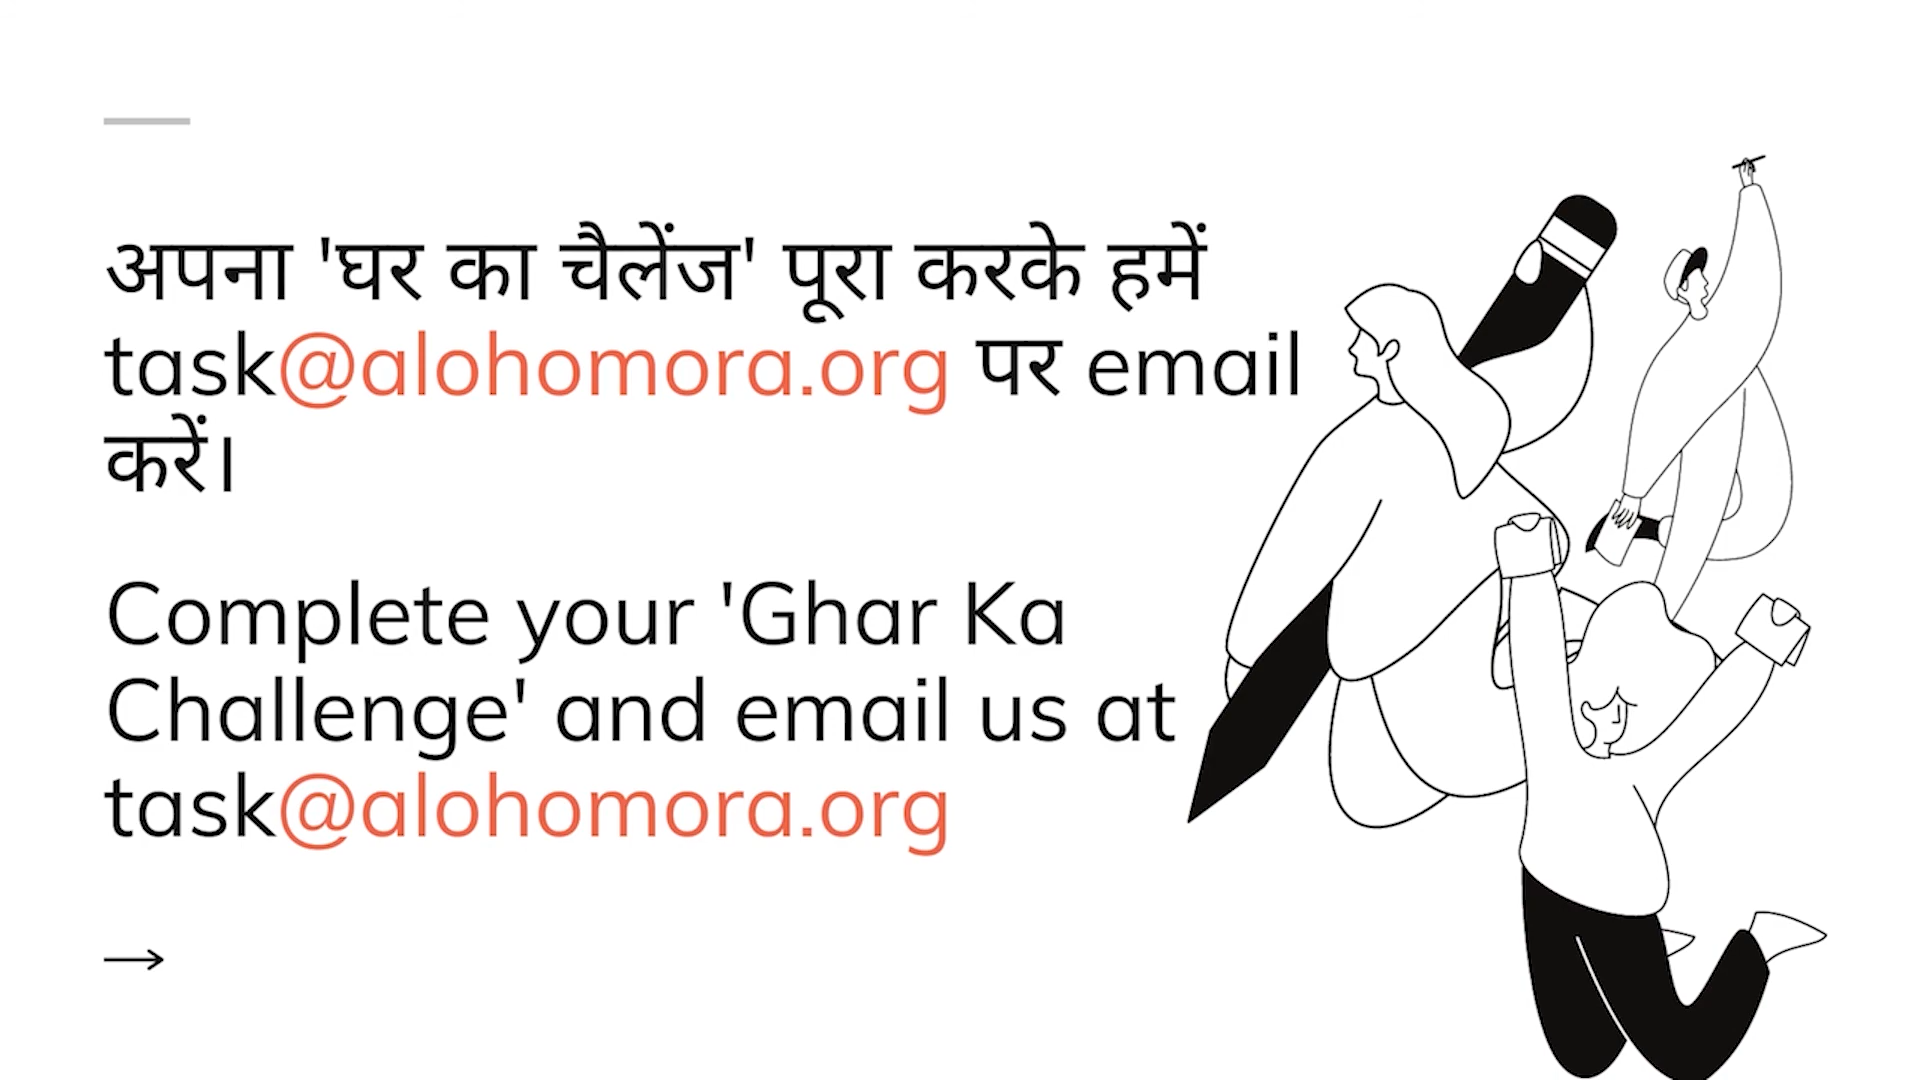 अपना 'घर का चैलेंज' पूरा करके हमें
task@alohomora.org पर email
करें।
Complete your 'Ghar Ka
Challenge' and email us at
task@alohomora.org